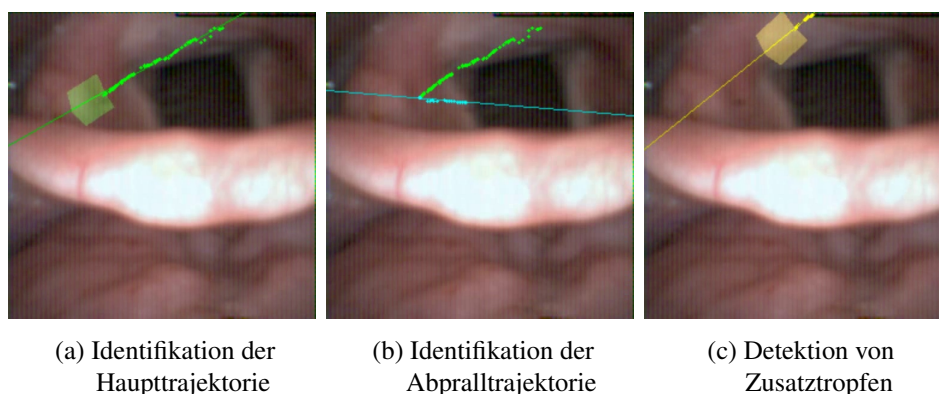 (a) Identifikation der
Haupttrajektorie
(b) Identifikation der
Abpralltrajektorie
(c) Detektion von
Zusatztropfen